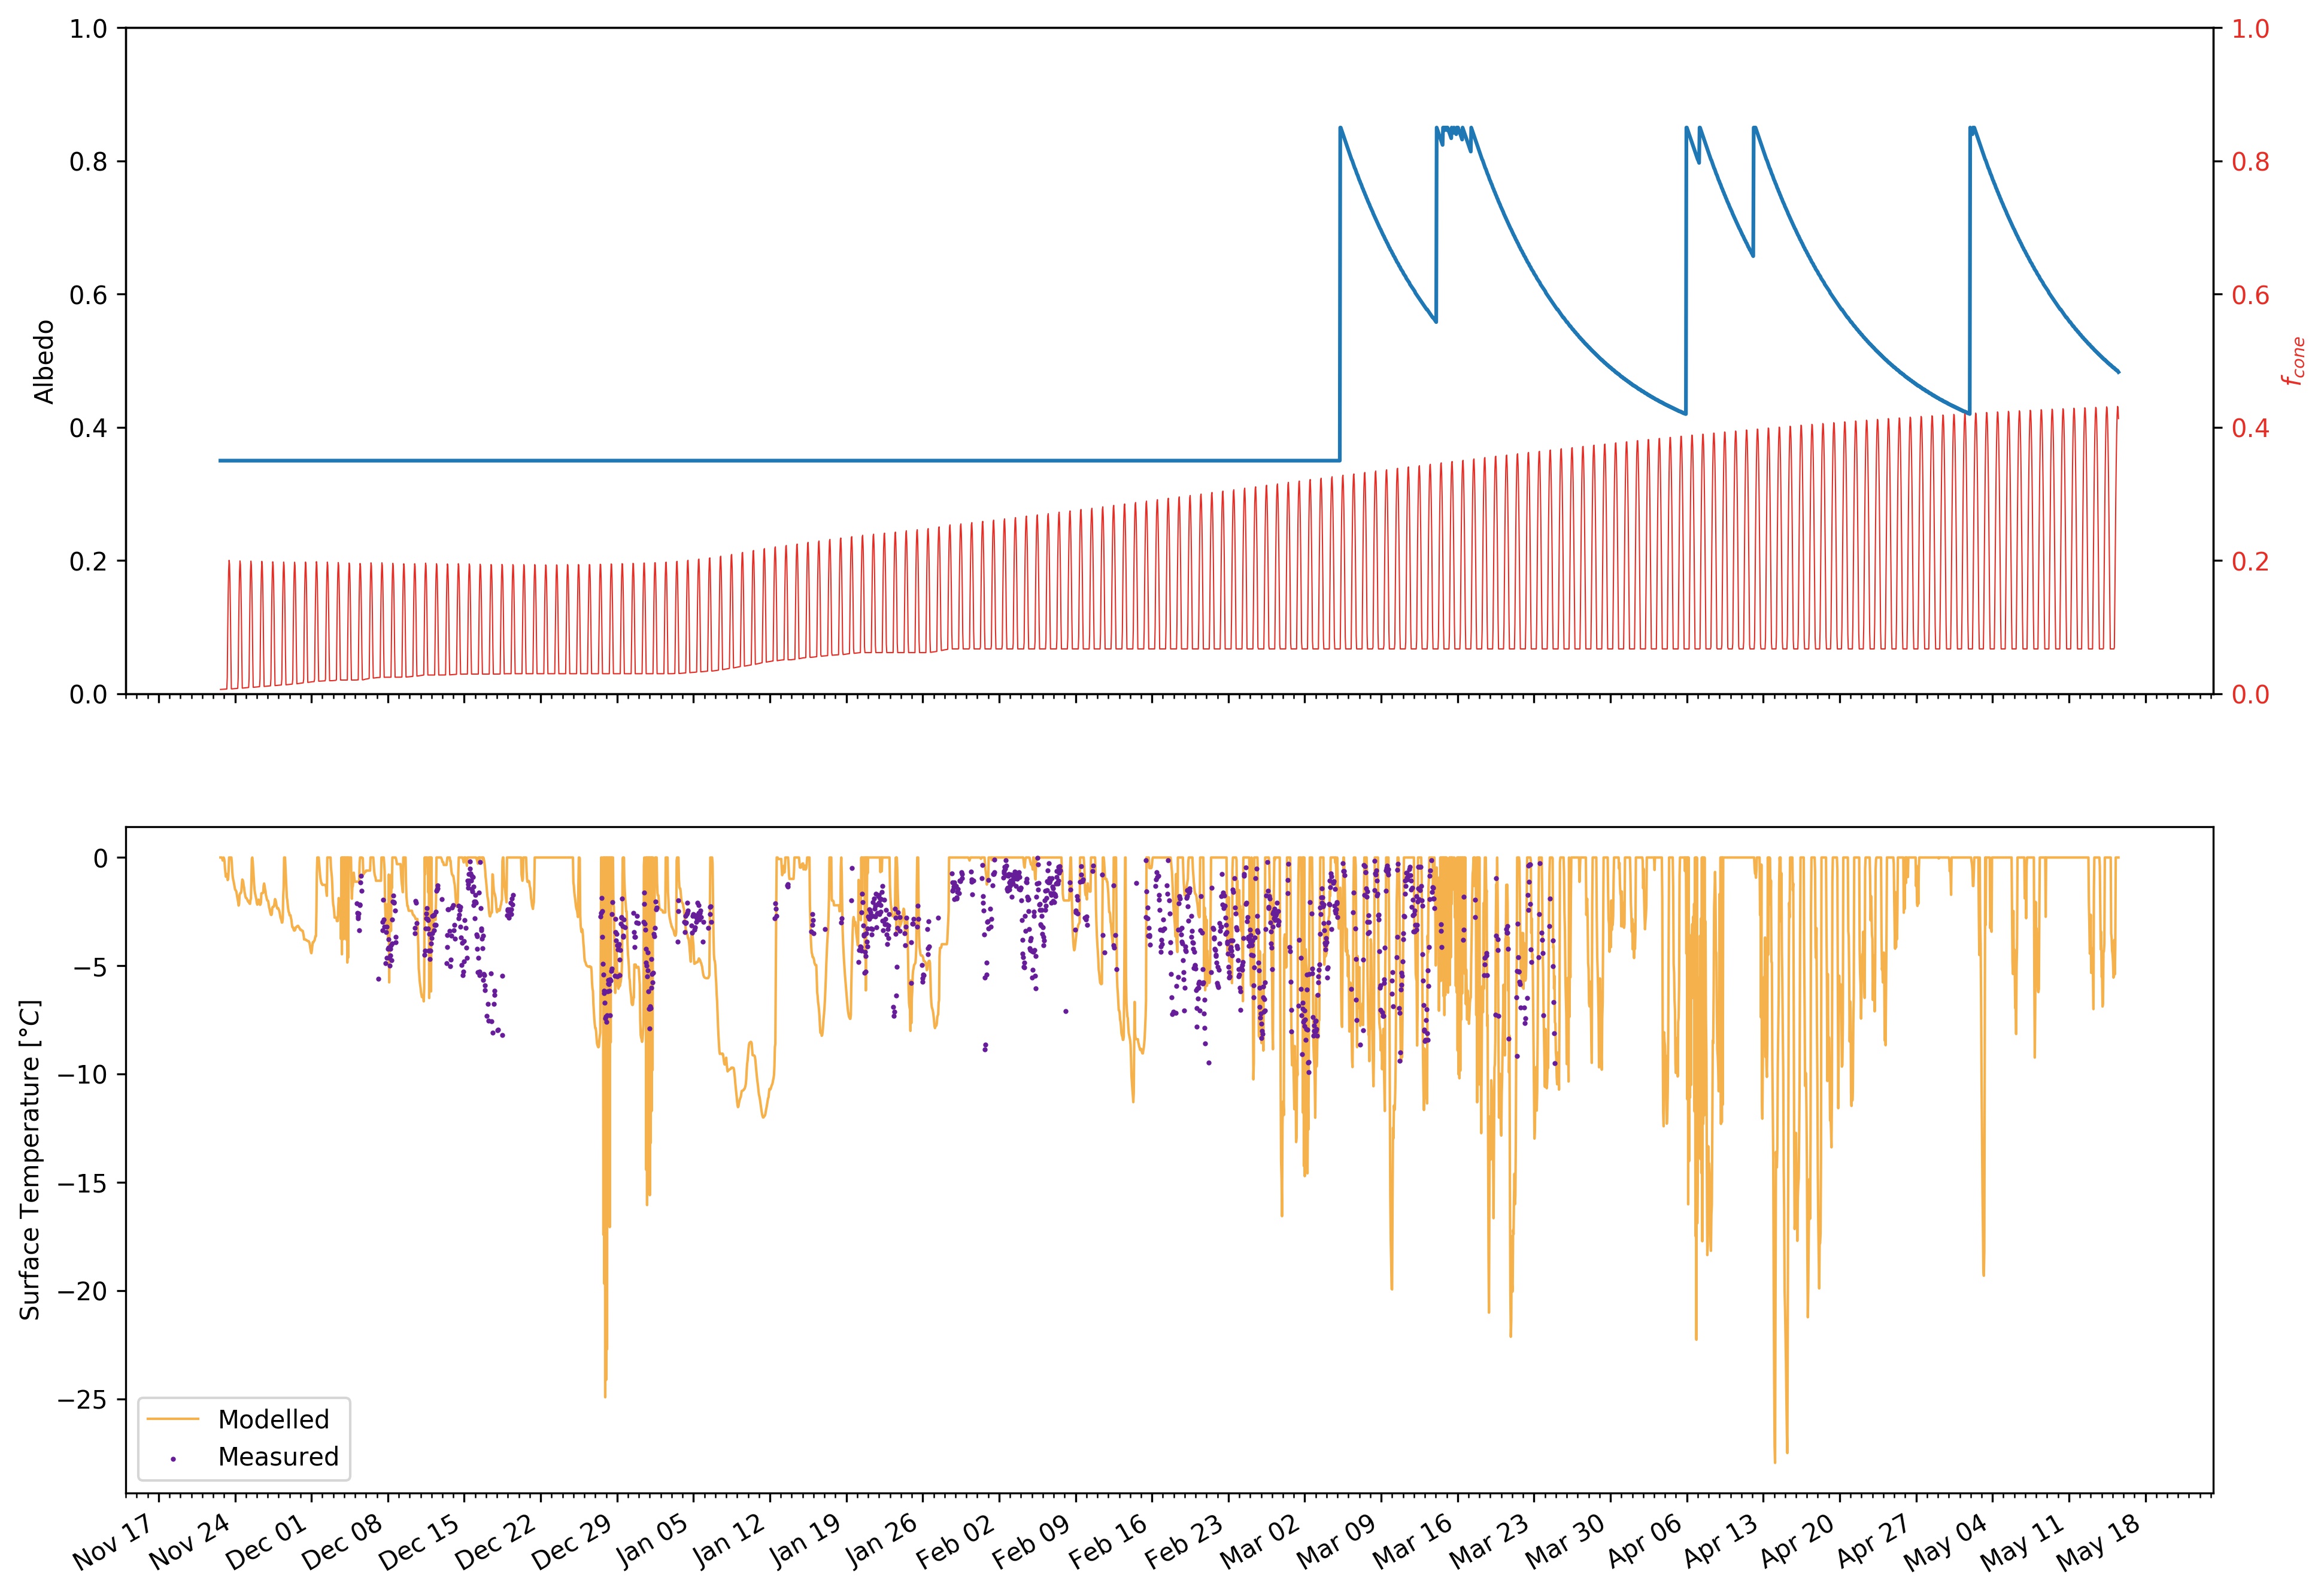 1.0
0.8
0.6
0.4
0.2
0.0
Albedo
1.0
0.8
0.6
0.4
0.2
0.0
fcone
0
−5
−10
−15
−20
−25
Surface Temperature [°C]
Modelled
Measured
Nov 17
Nov 24
Dec 01
Dec 08
Dec 15
Dec 22
Dec 29
Jan 05
Jan 12
Jan 19
Jan 26
Feb 02
Feb 09
Feb 16
Feb 23
Mar 02
Mar 09
Mar 16
Mar 23
Mar 30
Apr 06
Apr 13
Apr 20
Apr 27
May 04
May 11
May 18